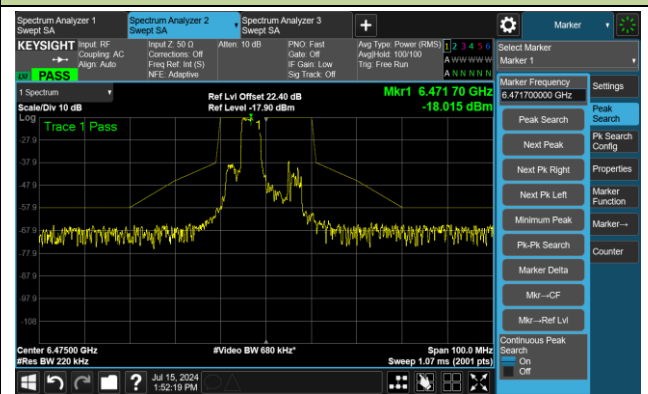 Spectrum Analyzer 1
Swept SA
Spectrum Analyzer 2
Swept SA
Spectrum Analyzer 3
Swept SA
+
Marker
KEYSIGHT
Input: RF
Coupling: AC
Align: Auto
Input Z: 50 Ω
Corrections: Off
Freq Ref: Int (S)
NFE: Adaptive
Atten: 10 dB
PNO: Fast
Gate: Off
IF Gain: Low
Sig Track: Off
Avg Type: Power (RMS)
Avg|Hold: 100/100
Trig: Free Run
1 2 3 4 5 6
A W W W W W
A N N N N N
PASS
Select Marker
Marker 1
1 Spectrum
Scale/Div 10 dB
Ref Lvl Offset 22.40 dB
Ref Level -17.90 dBm
Mkr1 6.471 70 GHz
-18.015 dBm
Log
Trace 1 Pass
1
-27.9
-37.9
-47.9
-57.9
-67.9
-77.9
-87.9
-97.9
-108
Center 6.47500 GHz
#Res BW 220 kHz
#Video BW 680 kHz*
Span 100.0 MHz
Sweep 1.07 ms (2001 pts)
Marker Frequency
6.471700000 GHz
Peak Search
Next Peak
Next Pk Right
Next Pk Left
Minimum Peak
Pk-Pk Search
Marker Delta
Mkr→CF
Mkr→Ref Lvl
Continuous Peak
Search
On
Off
Settings
Peak
Search
Pk Search
Config
Properties
Marker
Function
Marker→
Counter
?
Jul 15, 2024
1:52:19 PM